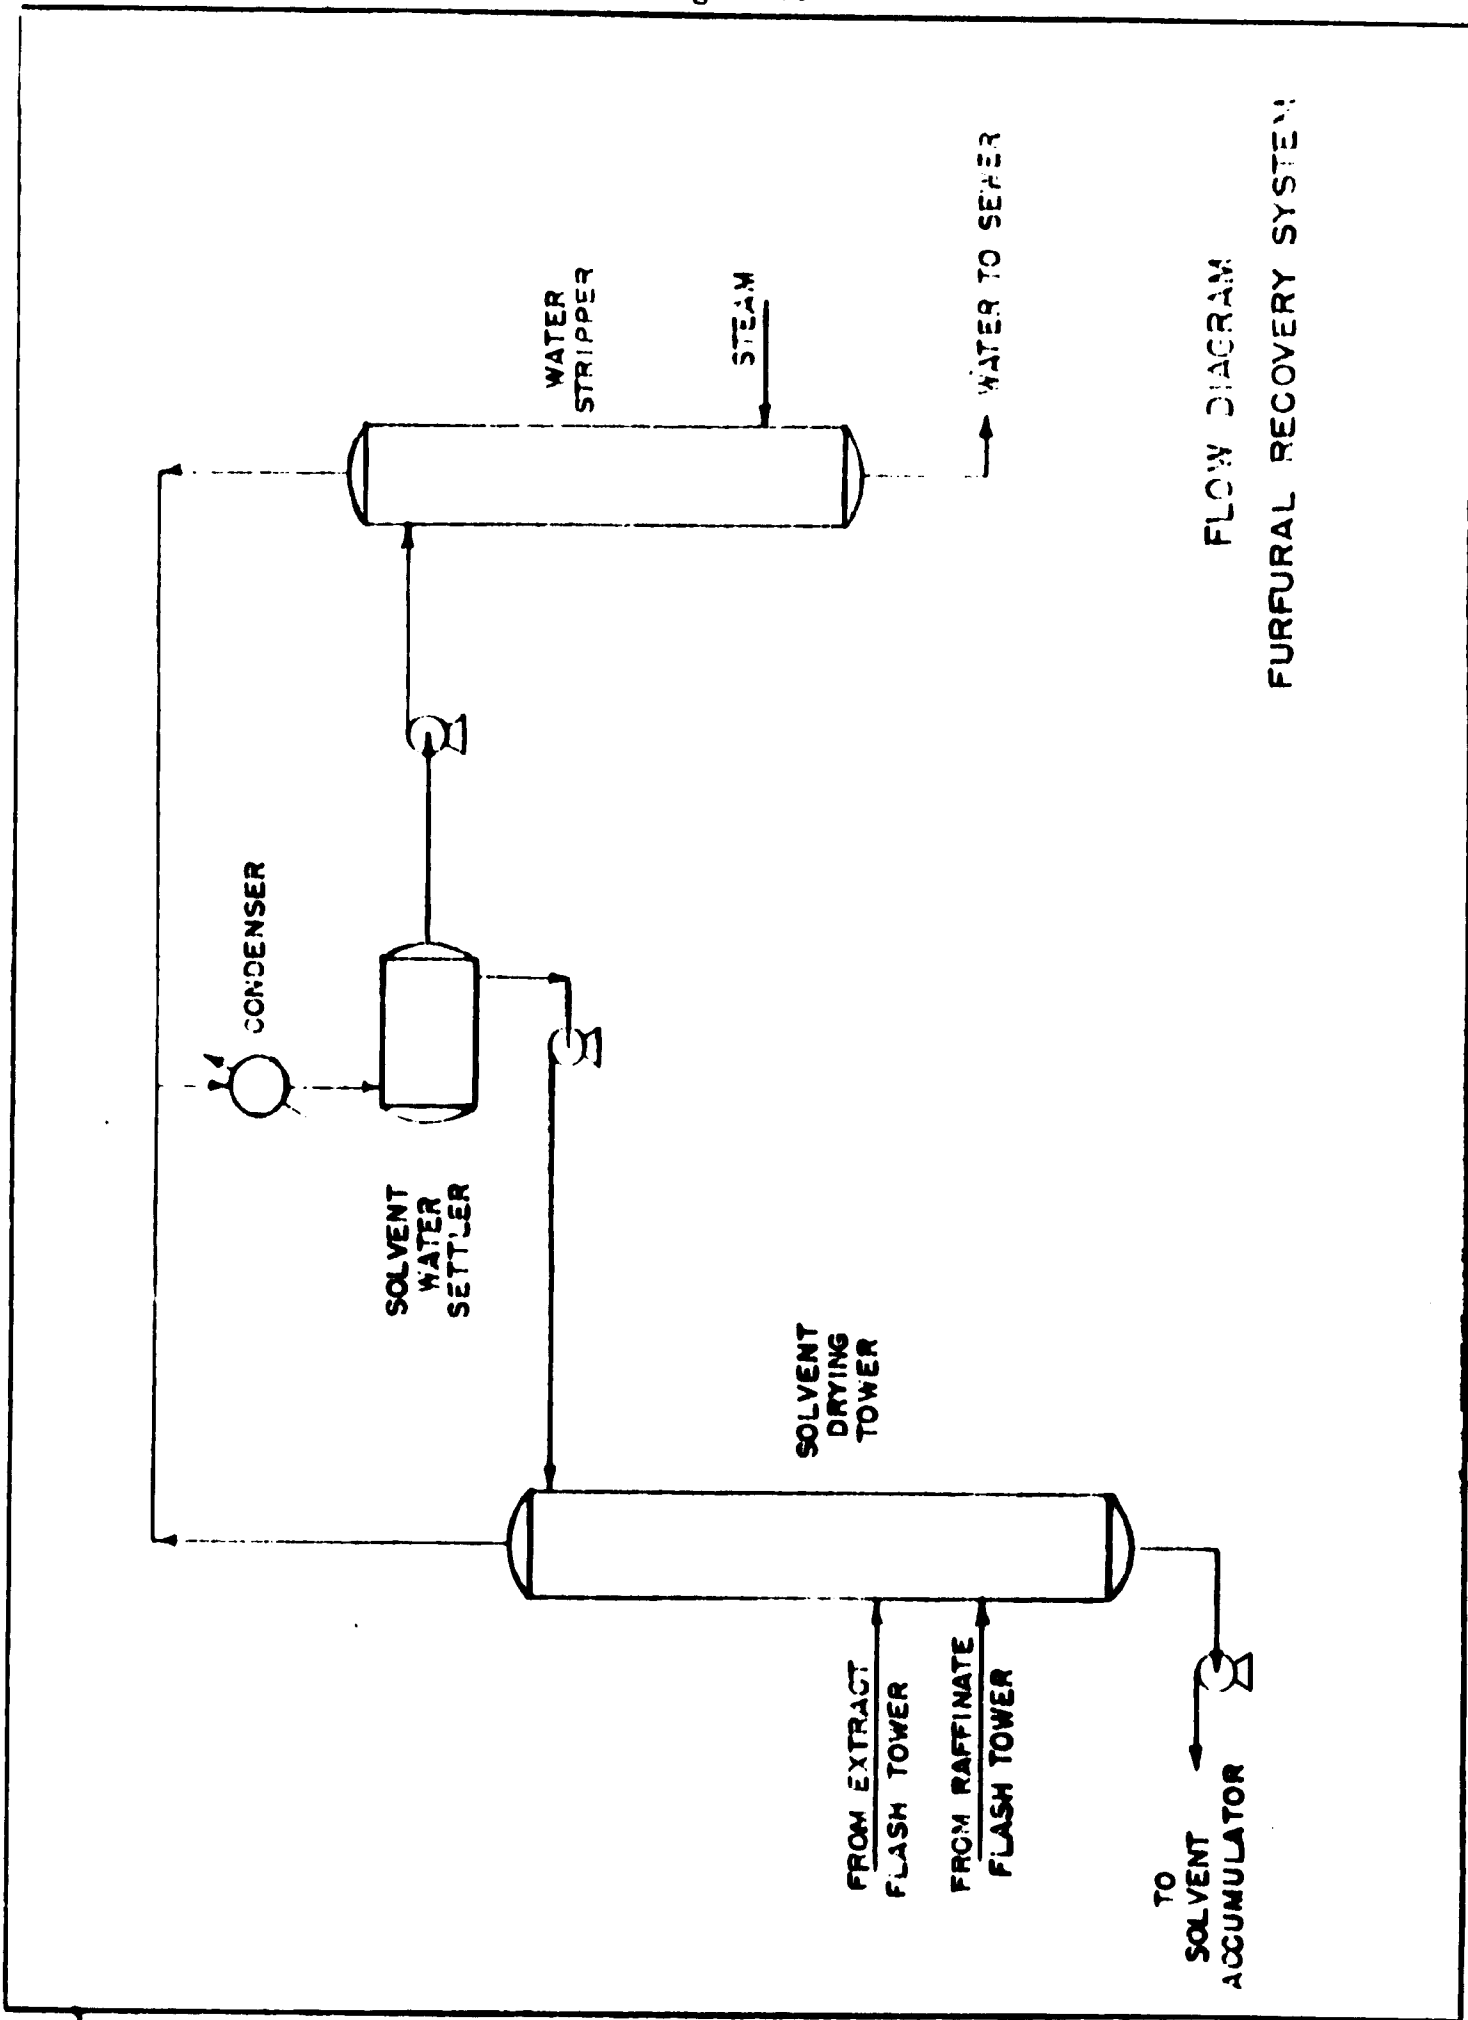 CONDENSER
SOLVENT
WATER
SETTLER
WATER
STRIPPER
STEAM
WATER TO SEWER
SOLVENT
DRYING
TOWER
FROM EXTRACT
FLASH TOWER
FROM RAFFINATE
FLASH TOWER
TO
SOLVENT
ACCUMULATOR
FLOW DIAGRAM
FURFURAL RECOVERY SYSTEM